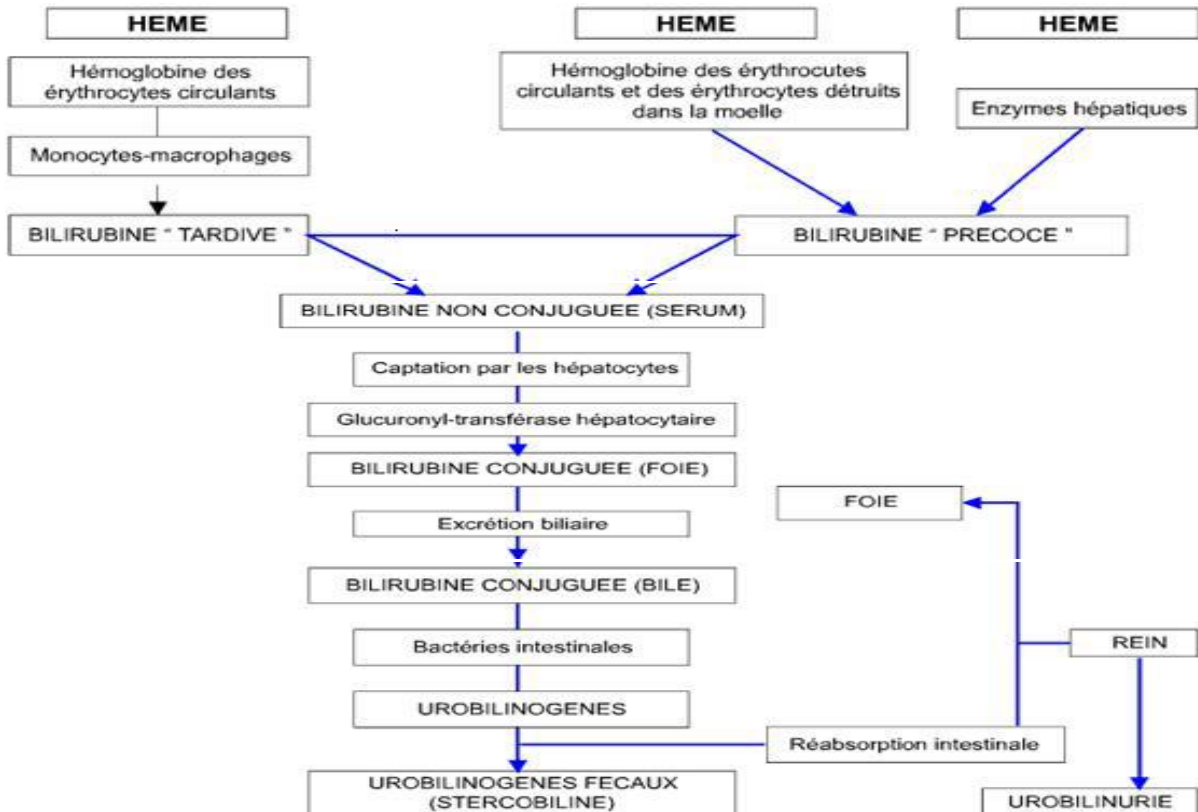 HEME
HEME
HEME
Hémoglobine des
érythrocytes circulants
Hémoglobine des érythrocutes
circulants et des érythrocytes détruits
dans la moelle
Enzymes hépatiques
Monocytes-macrophages
BILIRUBINE " TARDIVE "
BILIRUBINE " PRECOCE "
BILIRUBINE NON CONJUGUEE (SERUM)
Captation par les hépatocytes
Glucuronyl-transférase hépatocytaire
BILIRUBINE CONJUGUEE (FOIE)
FOIE
Excrétion biliaire
BILIRUBINE CONJUGUEE (BILE)
Bactéries intestinales
REIN
UROBILINOGENES
Réabsorption intestinale
UROBILINOGENES FECAUX
(STERCOBILINE)
UROBILINURIE